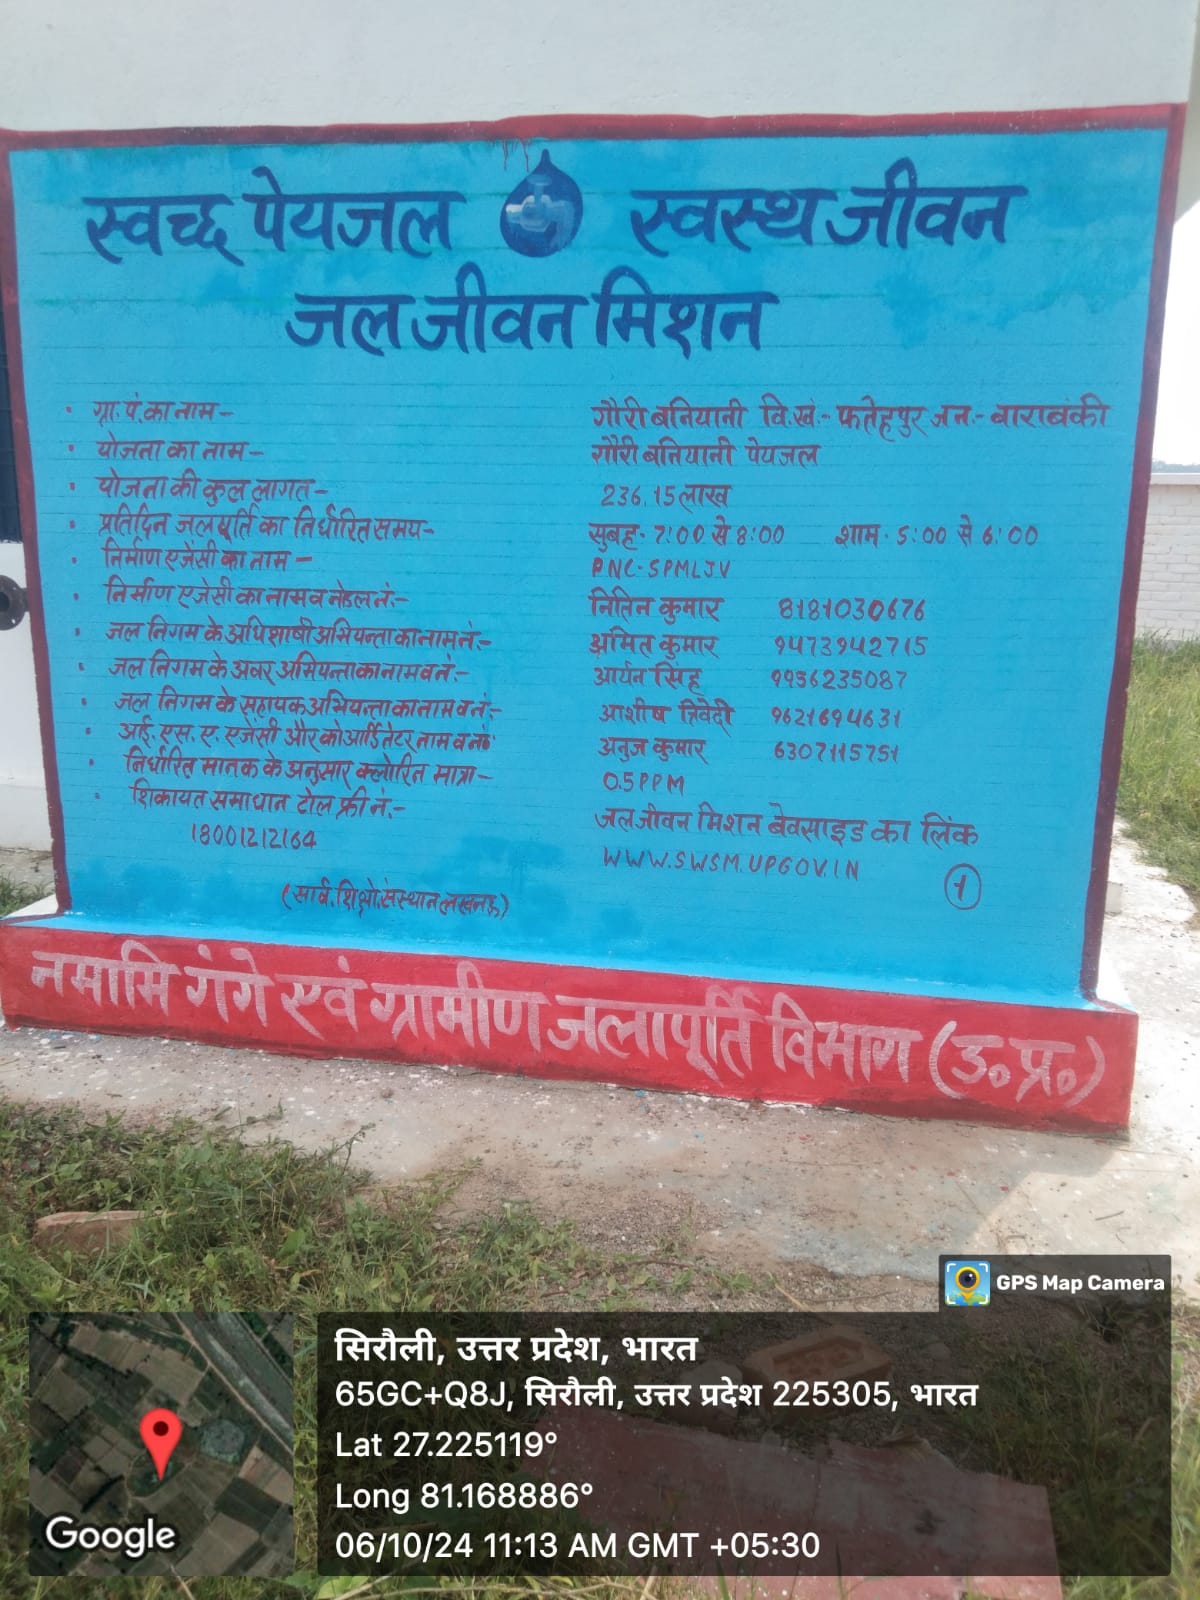 स्वच्छ पेयजल स्वस्थ जीवन
जल जीवन मिशन
• ग्रा. पं. का नाम- गौरी बनियानी वि.खं.- फतेहपुर जन.- बाराबंकी
• योजना का नाम- गौरी बनियानी पेयजल
• योजना की कुल लागत- 236.15 लाख
• प्रतिदिन जलपूर्ति का निर्धारित समय- सुबह- 7:00 से 8:00 शाम- 5:00 से 6:00
• निर्माण एजेंसी का नाम- PNC-SPMLJV
• निर्माण एजेंसी का नाम व नोडल नं:- नितिन कुमार 8181030676
• जल निगम के अधिशाषी अभियन्ता का नाम नं:- अमित कुमार 9473942715
• जल निगम के अवर अभियन्ता का नाम व नं:- आर्यन सिंह 9956235087
• जल निगम के सहायक अभियन्ता का नाम व नं:- आशीष त्रिवेदी 9621694631
• आई. एस. ए. एजेंसी और कोआर्डिनेटर नाम व नं॰ अनुज कुमार 6307115751
• निर्धारित मानक के अनुसार क्लोरिन मात्रा- 0.5PPM
• शिकायत समाधान टोल फ्री नं.- जल जीवन मिशन बेवसाइड का लिंक
18001212164 WWW.SWSM.UPGOV.IN
1
(सार्व. शिक्षो. संस्थान लखनऊ)
नमामि गंगे एवं ग्रामीण जलापूर्ति विभाग (उ॰प्र॰)
GPS Map Camera
सिरौली, उत्तर प्रदेश, भारत
65GC+Q8J, सिरौली, उत्तर प्रदेश 225305, भारत
Lat 27.225119°
Long 81.168886°
06/10/24 11:13 AM GMT +05:30
Google